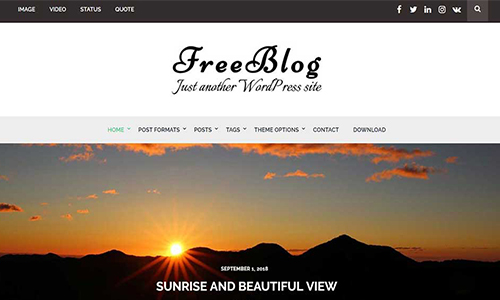 IMAGE VIDEO STATUS QUOTE
FreeBlog
Just another WordPress site
HOME POST FORMATS POSTS TAGS THEME OPTIONS CONTACT DOWNLOAD
SEPTEMBER 1, 2018
SUNRISE AND BEAUTIFUL VIEW